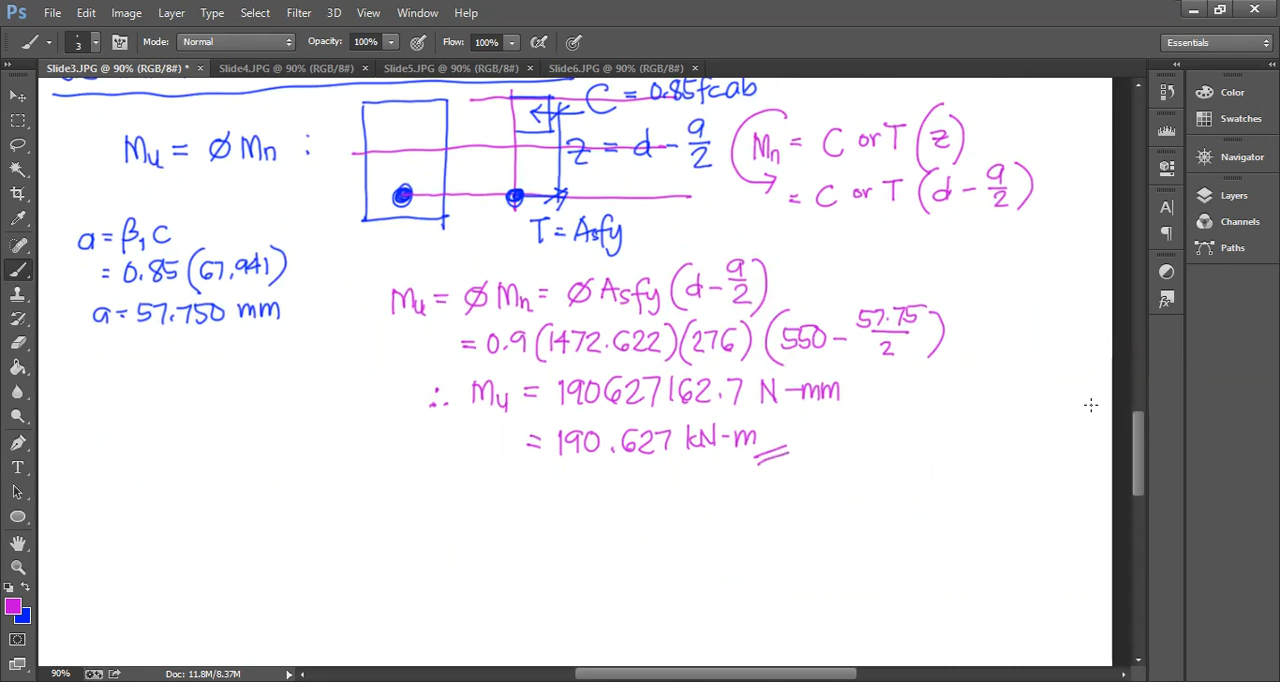 Ps File Edit Image Layer Type Select Filter 3D View Window Help
3 Mode: Normal Opacity: 100% Flow: 100% Essentials
Slide3.JPG @ 90% (RGB/8#) * × Slide4.JPG @ 90% (RGB/8#) × Slide5.JPG @ 90% (RGB/8#) × Slide6.JPG @ 90% (RGB/8#) ×
C = 0.85fcab
Mu = ØMn :
z = d - a/2
Mn = C or T (z)
= C or T (d - a/2)
T = Asfy
a = β1C
= 0.85 (67.941)
a = 57.750 mm
Mu = ØMn = ØAsfy (d - a/2)
= 0.9 (1472.622)(276) (550 - 57.75/2)
∴ Mu = 190627162.7 N-mm
= 190.627 kN-m
Color
Swatches
Navigator
Layers
Channels
Paths
90% Doc: 11.8M/8.37M